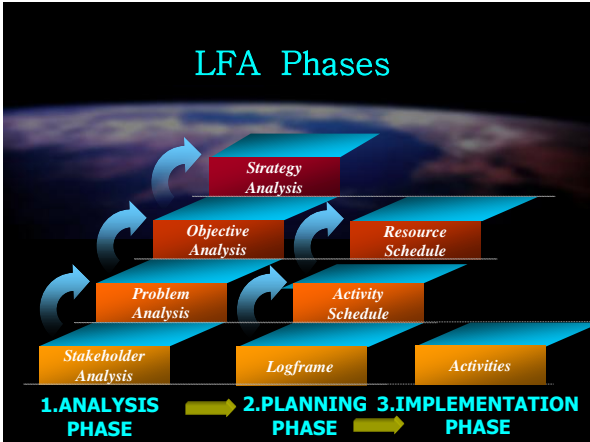 LFA Phases
Strategy
Analysis
Objective
Analysis
Resource
Schedule
Problem
Analysis
Activity
Schedule
Stakeholder
Analysis
Logframe
Activities
1.ANALYSIS
PHASE
2.PLANNING
PHASE
3.IMPLEMENTATION
PHASE